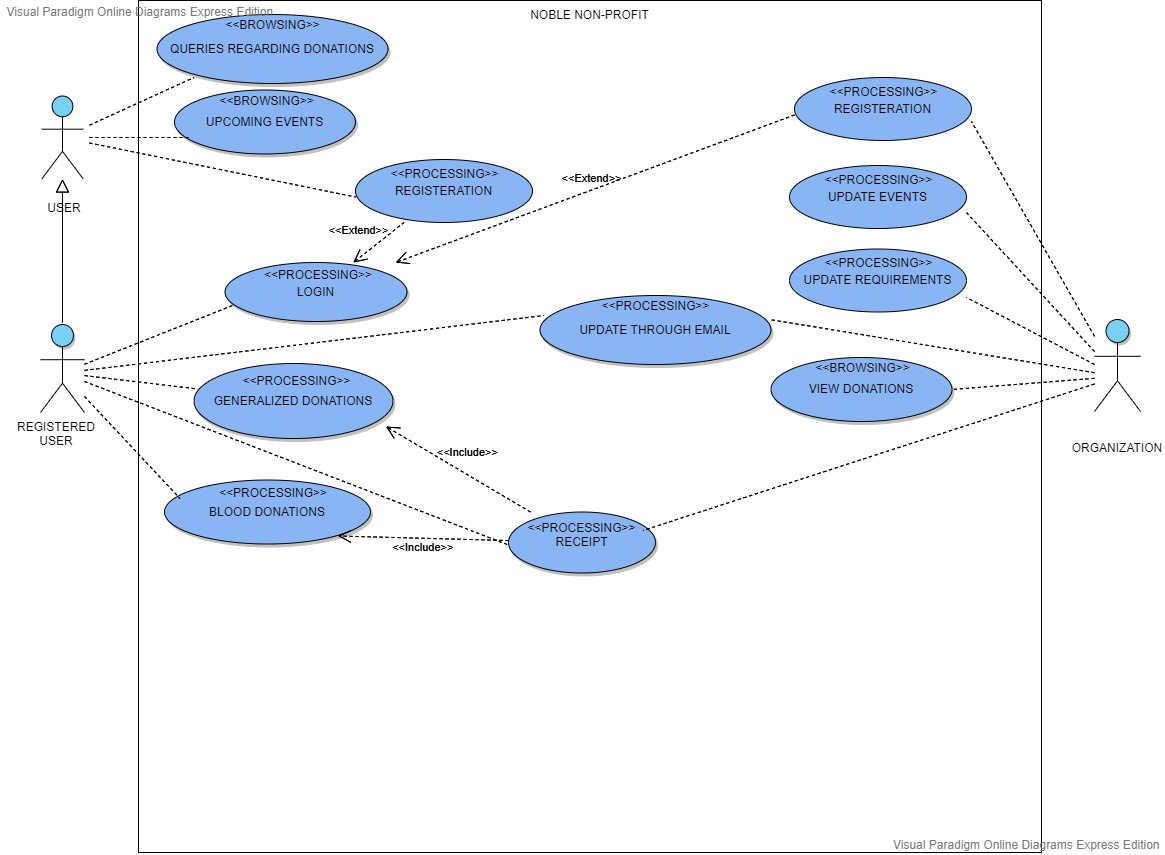 Visual Paradigm Online Diagrams Express Edition
NOBLE NON-PROFIT
<<BROWSING>>
QUERIES REGARDING DONATIONS
<<BROWSING>>
UPCOMING EVENTS
<<PROCESSING>>
REGISTERATION
<<PROCESSING>>
REGISTERATION
<<Extend>>
<<PROCESSING>>
UPDATE EVENTS
USER
<<Extend>>
<<PROCESSING>>
LOGIN
<<PROCESSING>>
UPDATE REQUIREMENTS
<<PROCESSING>>
UPDATE THROUGH EMAIL
<<BROWSING>>
VIEW DONATIONS
<<PROCESSING>>
GENERALIZED DONATIONS
REGISTERED
USER
ORGANIZATION
<<Include>>
<<PROCESSING>>
BLOOD DONATIONS
<<PROCESSING>>
RECEIPT
<<Include>>
Visual Paradigm Online Diagrams Express Edition